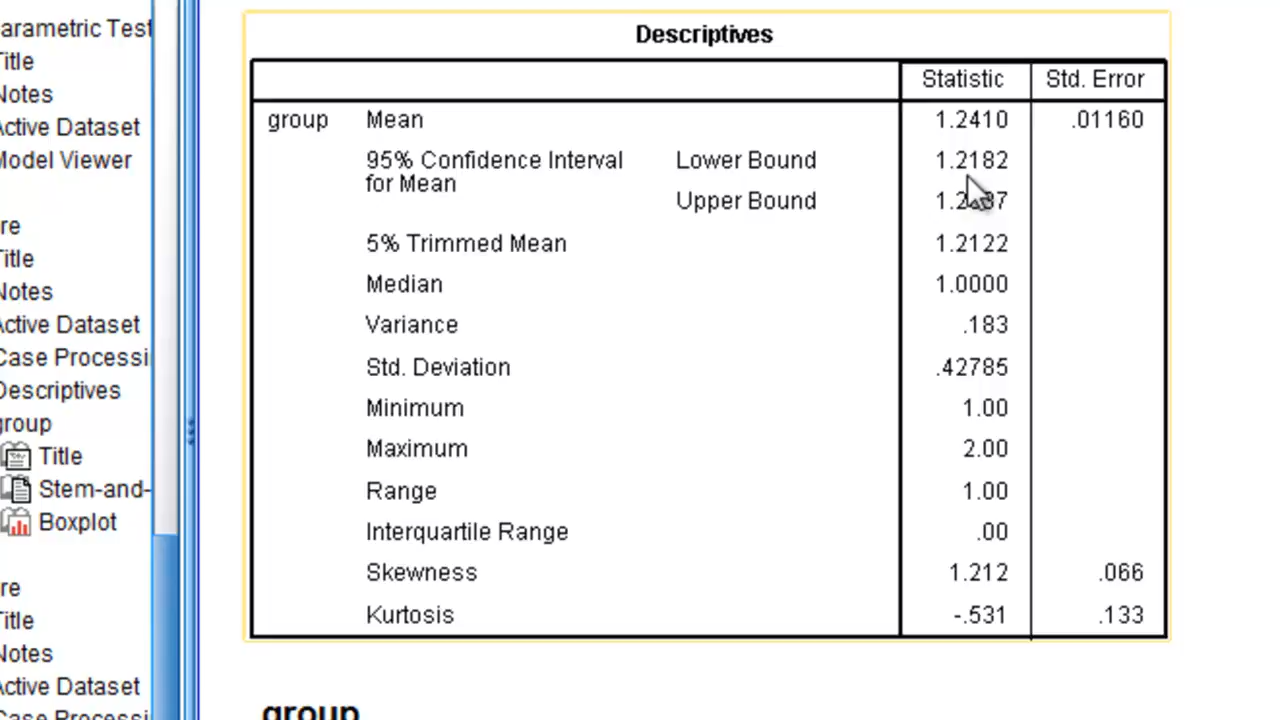 arametric Test
Title
Notes
Active Dataset
Model Viewer
re
Title
Notes
Active Dataset
Case Processi
Descriptives
group
Title
Stem-and-
Boxplot
re
Title
Notes
Active Dataset
Case Processi
Descriptives
Statistic Std. Error
group Mean 1.2410 .01160
95% Confidence Interval for Mean Lower Bound 1.2182
Upper Bound
5% Trimmed Mean 1.2122
Median 1.0000
Variance .183
Std. Deviation .42785
Minimum 1.00
Maximum 2.00
Range 1.00
Interquartile Range .00
Skewness 1.212 .066
Kurtosis -.531 .133
group